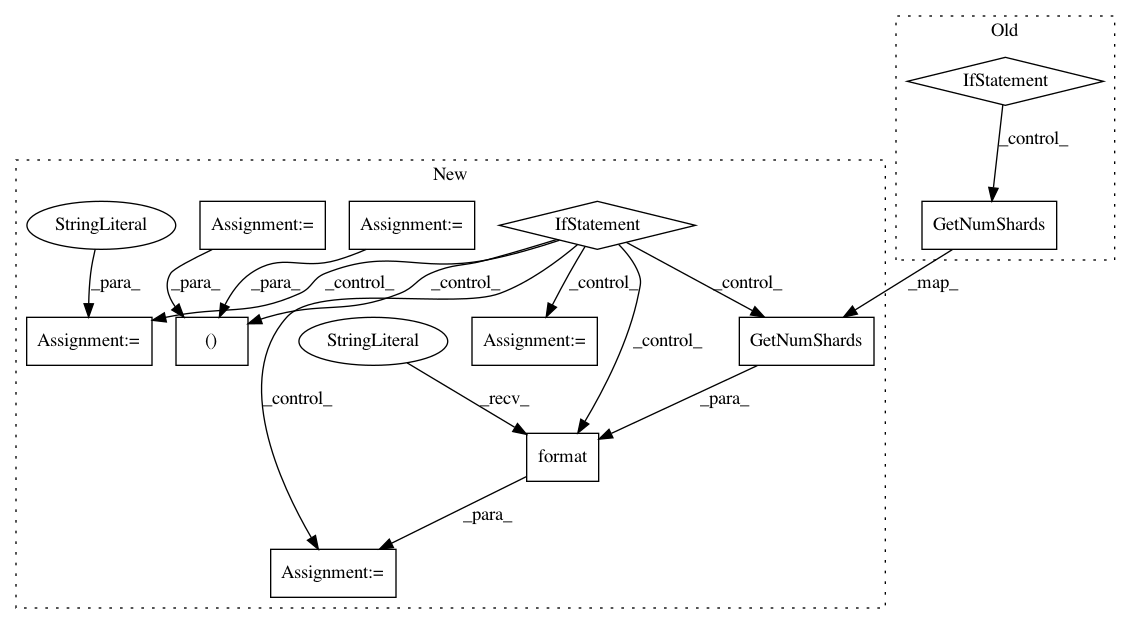 Old
IfStatement
_control_
New
StringLiteral
Assignment:=
Assignment:=
IfStatement
GetNumShards
_para_
_para_
_para_
_control_
_control_
_control_
_control_
_map_
Assignment:=
()
StringLiteral
Assignment:=
_control_
GetNumShards
_control_
_recv_
_para_
format
_para_
Assignment:=